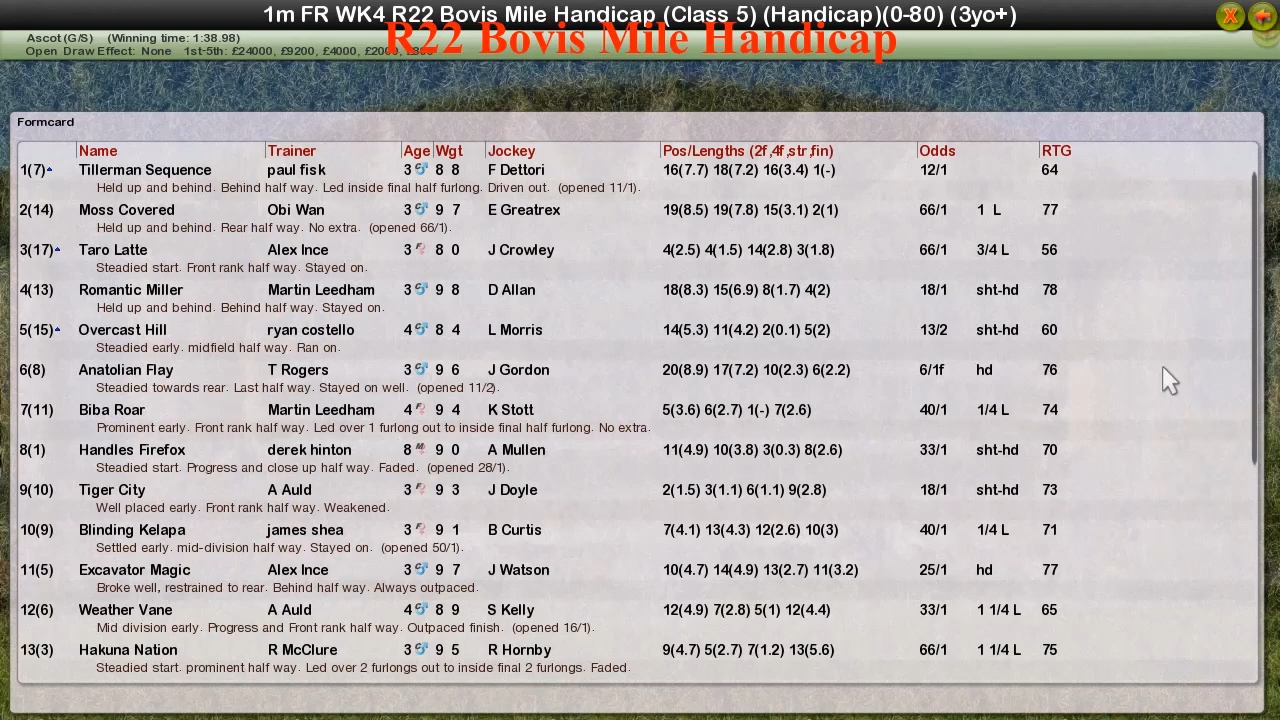 1m FR WK4 R22 Bovis Mile Handicap (Class 5) (Handicap)(0-80) (3yo+)
R22 Bovis Mile Handicap
Ascot(G/S) (Winning time: 1:38.98)
Open Draw Effect: None 1st-5th: £24000, £9200, £4000, £2000, £800
Formcard
Name Trainer Age Wgt Jockey Pos/Lengths (2f,4f,str,fin) Odds RTG
1(7) Tillerman Sequence paul fisk 3 8 8 F Dettori 16(7.7) 18(7.2) 16(3.4) 1(-) 12/1 64
Held up and behind. Behind half way. Led inside final half furlong. Driven out. (opened 11/1).
2(14) Moss Covered Obi Wan 3 9 7 E Greatrex 19(8.5) 19(7.8) 15(3.1) 2(1) 66/1 1 L 77
Held up and behind. Rear half way. No extra. (opened 66/1).
3(17) Taro Latte Alex Ince 3 8 0 J Crowley 4(2.5) 4(1.5) 14(2.8) 3(1.8) 66/1 3/4 L 56
Steadied start. Front rank half way. Stayed on.
4(13) Romantic Miller Martin Leedham 3 9 8 D Allan 18(8.3) 15(6.9) 8(1.7) 4(2) 18/1 sht-hd 78
Held up and behind. Behind half way. Stayed on.
5(15) Overcast Hill ryan costello 4 8 4 L Morris 14(5.3) 11(4.2) 2(0.1) 5(2) 13/2 sht-hd 60
Steadied early. midfield half way. Ran on.
6(8) Anatolian Flay T Rogers 3 9 6 J Gordon 20(8.9) 17(7.2) 10(2.3) 6(2.2) 6/1f hd 76
Steadied towards rear. Last half way. Stayed on well. (opened 11/2).
7(11) Biba Roar Martin Leedham 4 9 4 K Stott 5(3.6) 6(2.7) 1(-) 7(2.6) 40/1 1/4 L 74
Prominent early. Front rank half way. Led over 1 furlong out to inside final half furlong. No extra.
8(1) Handles Firefox derek hinton 8 9 0 A Mullen 11(4.9) 10(3.8) 3(0.3) 8(2.6) 33/1 sht-hd 70
Steadied start. Progress and close up half way. Faded. (opened 28/1).
9(10) Tiger City A Auld 3 9 3 J Doyle 2(1.5) 3(1.1) 6(1.1) 9(2.8) 18/1 sht-hd 73
Well placed early. Front rank half way. Weakened.
10(9) Blinding Kelapa james shea 3 9 1 B Curtis 7(4.1) 13(4.3) 12(2.6) 10(3) 40/1 1/4 L 71
Settled early. mid-division half way. Stayed on. (opened 50/1).
11(5) Excavator Magic Alex Ince 3 9 7 J Watson 10(4.7) 14(4.9) 13(2.7) 11(3.2) 25/1 hd 77
Broke well, restrained to rear. Behind half way. Always outpaced.
12(6) Weather Vane A Auld 4 8 9 S Kelly 12(4.9) 7(2.8) 5(1) 12(4.4) 33/1 1 1/4 L 65
Mid division early. Progress and Front rank half way. Outpaced finish. (opened 16/1).
13(3) Hakuna Nation R McClure 3 9 5 R Hornby 9(4.7) 5(2.7) 7(1.2) 13(5.6) 66/1 1 1/4 L 75
Steadied start. prominent half way. Led over 2 furlongs out to inside final 2 furlongs. Faded.